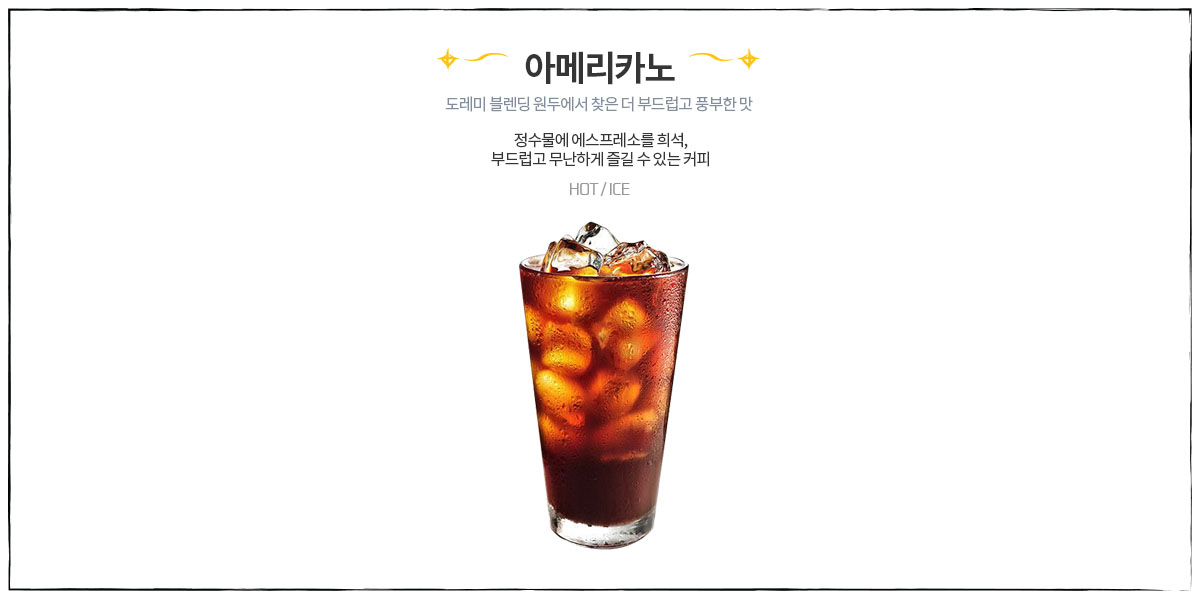 아메리카노
도레미 블렌딩 원두에서 찾은 더 부드럽고 풍부한 맛
정수물에 에스프레소를 희석,
부드럽고 무난하게 즐길 수 있는 커피
HOT / ICE